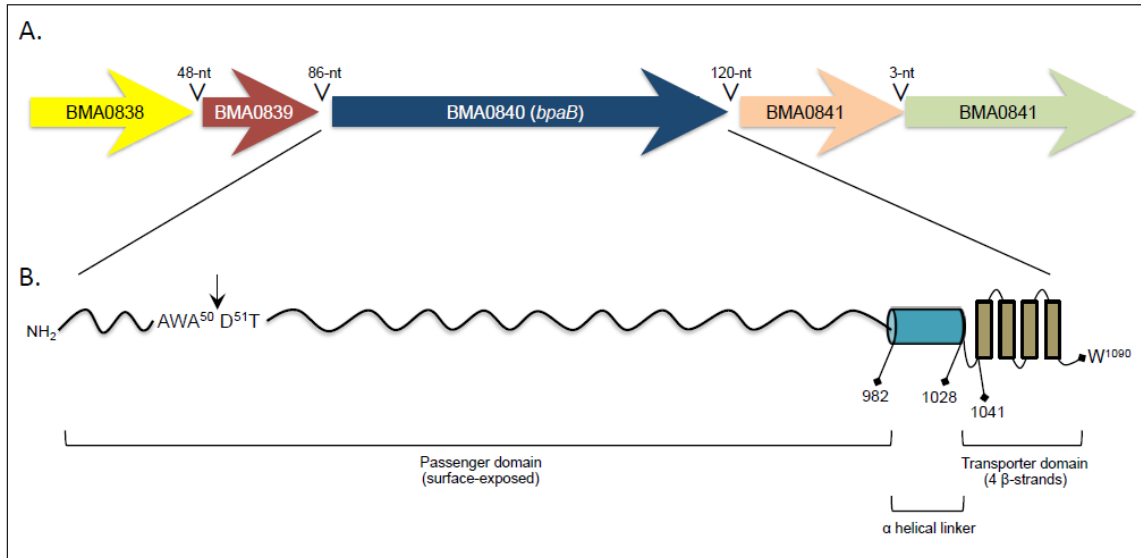 A.
48-nt
86-nt
120-nt
3-nt
BMA0838
BMA0839
BMA0840 (bpaB)
BMA0841
BMA0841
B.
NH₂
AWA⁵⁰ D⁵¹T
W¹⁰⁹⁰
982
1028
1041
Passenger domain
(surface-exposed)
Transporter domain
(4 β-strands)
α helical linker